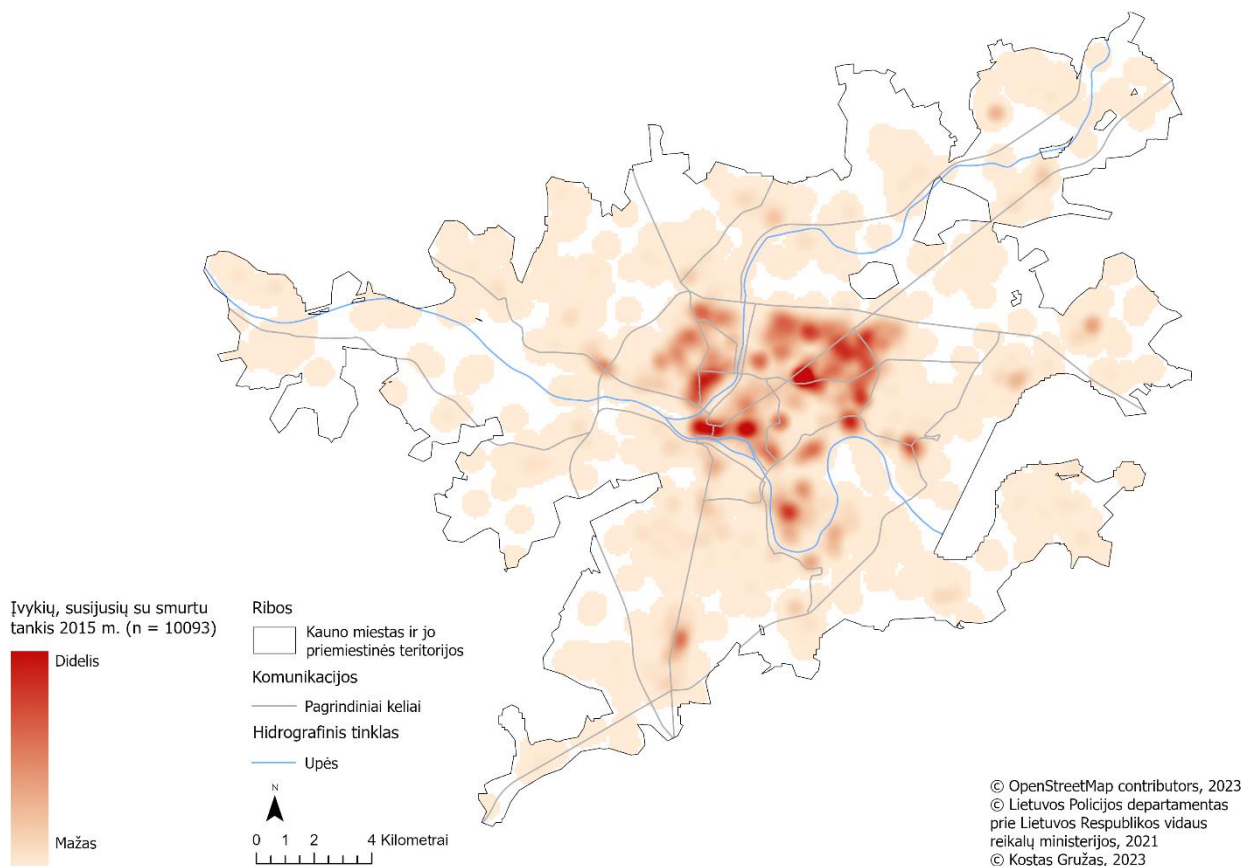 Įvykių, susijusių su smurtu
tankis 2015 m. (n = 10093)
Didelis
Mažas
Ribos
Kauno miestas ir jo
priemiestinės teritorijos
Komunikacijos
Pagrindiniai keliai
Hidrografinis tinklas
Upės
N
0 1 2 4 Kilometrai
© OpenStreetMap contributors, 2023
© Lietuvos Policijos departamentas
prie Lietuvos Respublikos vidaus
reikalų ministerijos, 2021
© Kostas Gružas, 2023